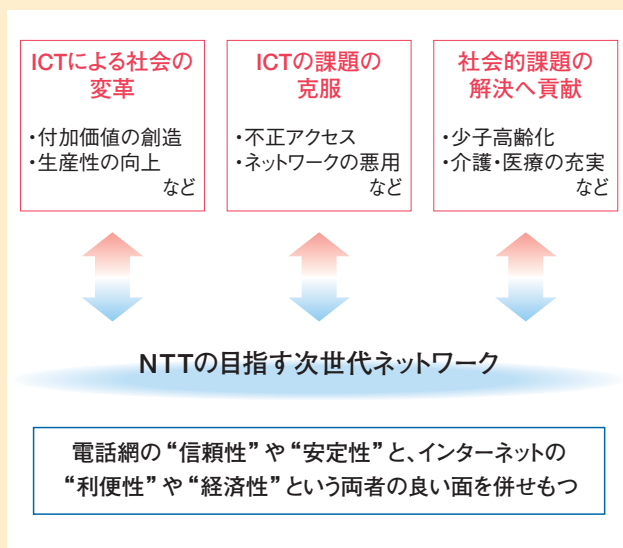 ICTによる社会の
変革
・付加価値の創造
・生産性の向上
など
ICTの課題の
克服
・不正アクセス
・ネットワークの悪用
など
社会的課題の
解決へ貢献
・少子高齢化
・介護・医療の充実
など
NTTの目指す次世代ネットワーク
電話網の“信頼性”や“安定性”と、インターネットの
“利便性”や“経済性”という両者の良い面を併せもつ